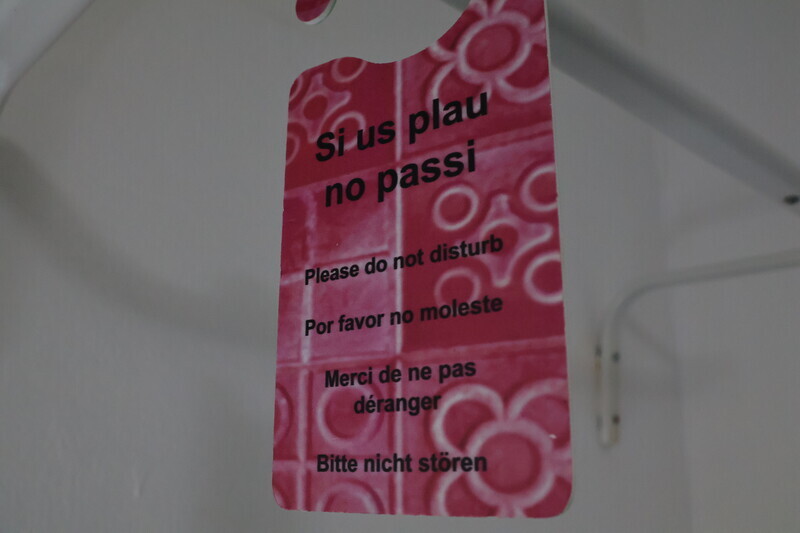 Si us plau
no passi
Please do not disturb
Por favor no moleste
Merci de ne pas
déranger
Bitte nicht stören